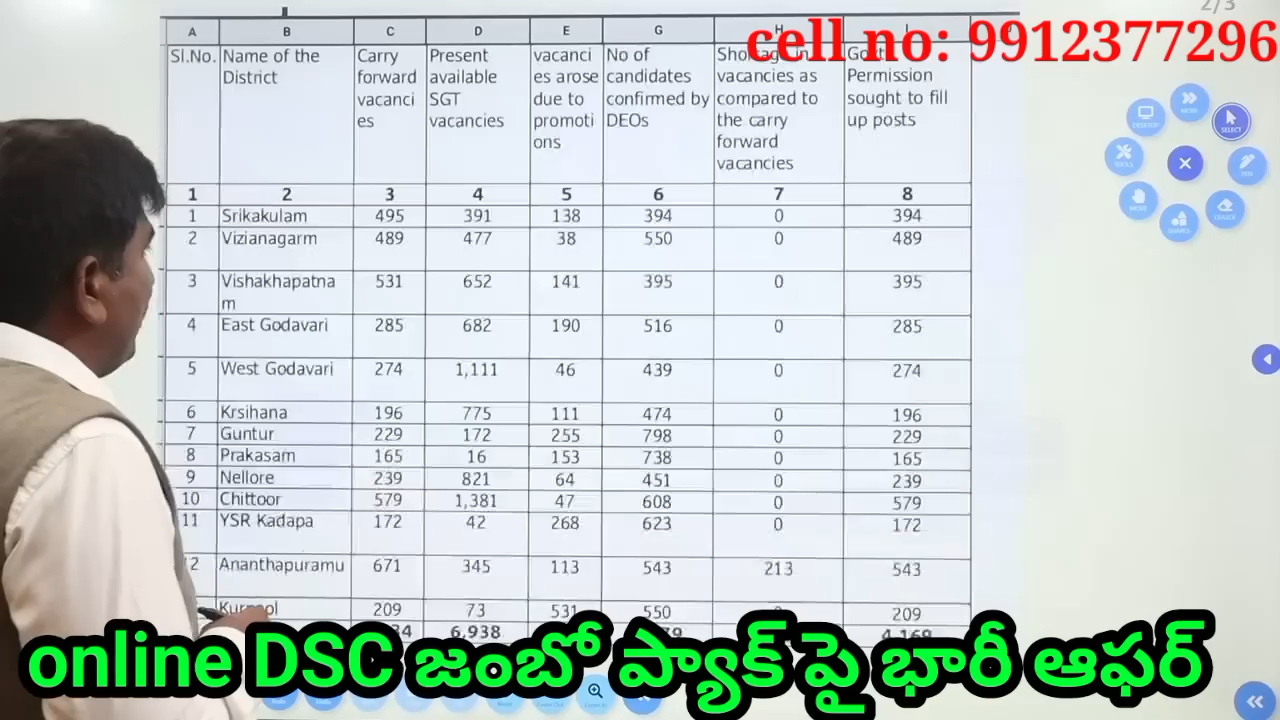 2/3
cell no: 9912377296
A B C D E G H I
Sl.No. Name of the District Carry forward vacancies Present available SGT vacancies vacancies arose due to promotions No of candidates confirmed by DEOs vacancies as compared to the carry forward vacancies Govt Permission sought to fill up posts
1 2 3 4 5 6 7 8
1 Srikakulam 495 391 138 394 0 394
2 Vizianagarm 489 477 38 550 0 489
3 Vishakhapatnam 531 652 141 395 0 395
4 East Godavari 285 682 190 516 0 285
5 West Godavari 274 1,111 46 439 0 274
6 Krsihana 196 775 111 474 0 196
7 Guntur 229 172 255 798 0 229
8 Prakasam 165 16 153 738 0 165
9 Nellore 239 821 64 451 0 239
10 Chittoor 579 1,381 47 608 0 579
11 YSR Kadapa 172 42 268 623 0 172
12 Ananthapuramu 671 345 113 543 213 543
209 73 531 550 209
6,938 4,169
DESKTOP
MORE
SELECT
TOOLS
PEN
MOVE
SHAPES
ERASER
online DSC జంబో ప్యాక్ పై భారీ ఆఫర్